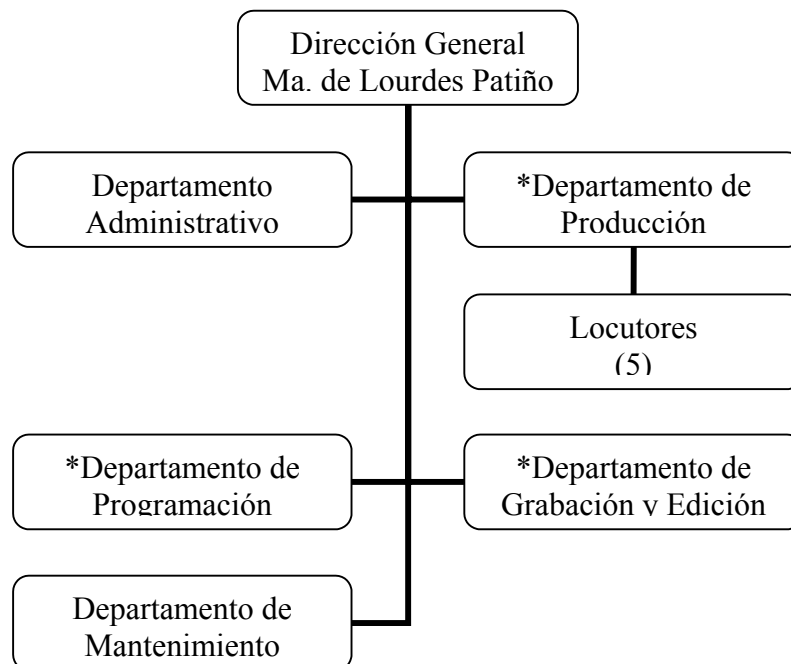 Dirección General
Ma. de Lourdes Patiño
Departamento
Administrativo
*Departamento de
Producción
Locutores
(5)
*Departamento de
Programación
*Departamento de
Grabación y Edición
Departamento de
Mantenimiento